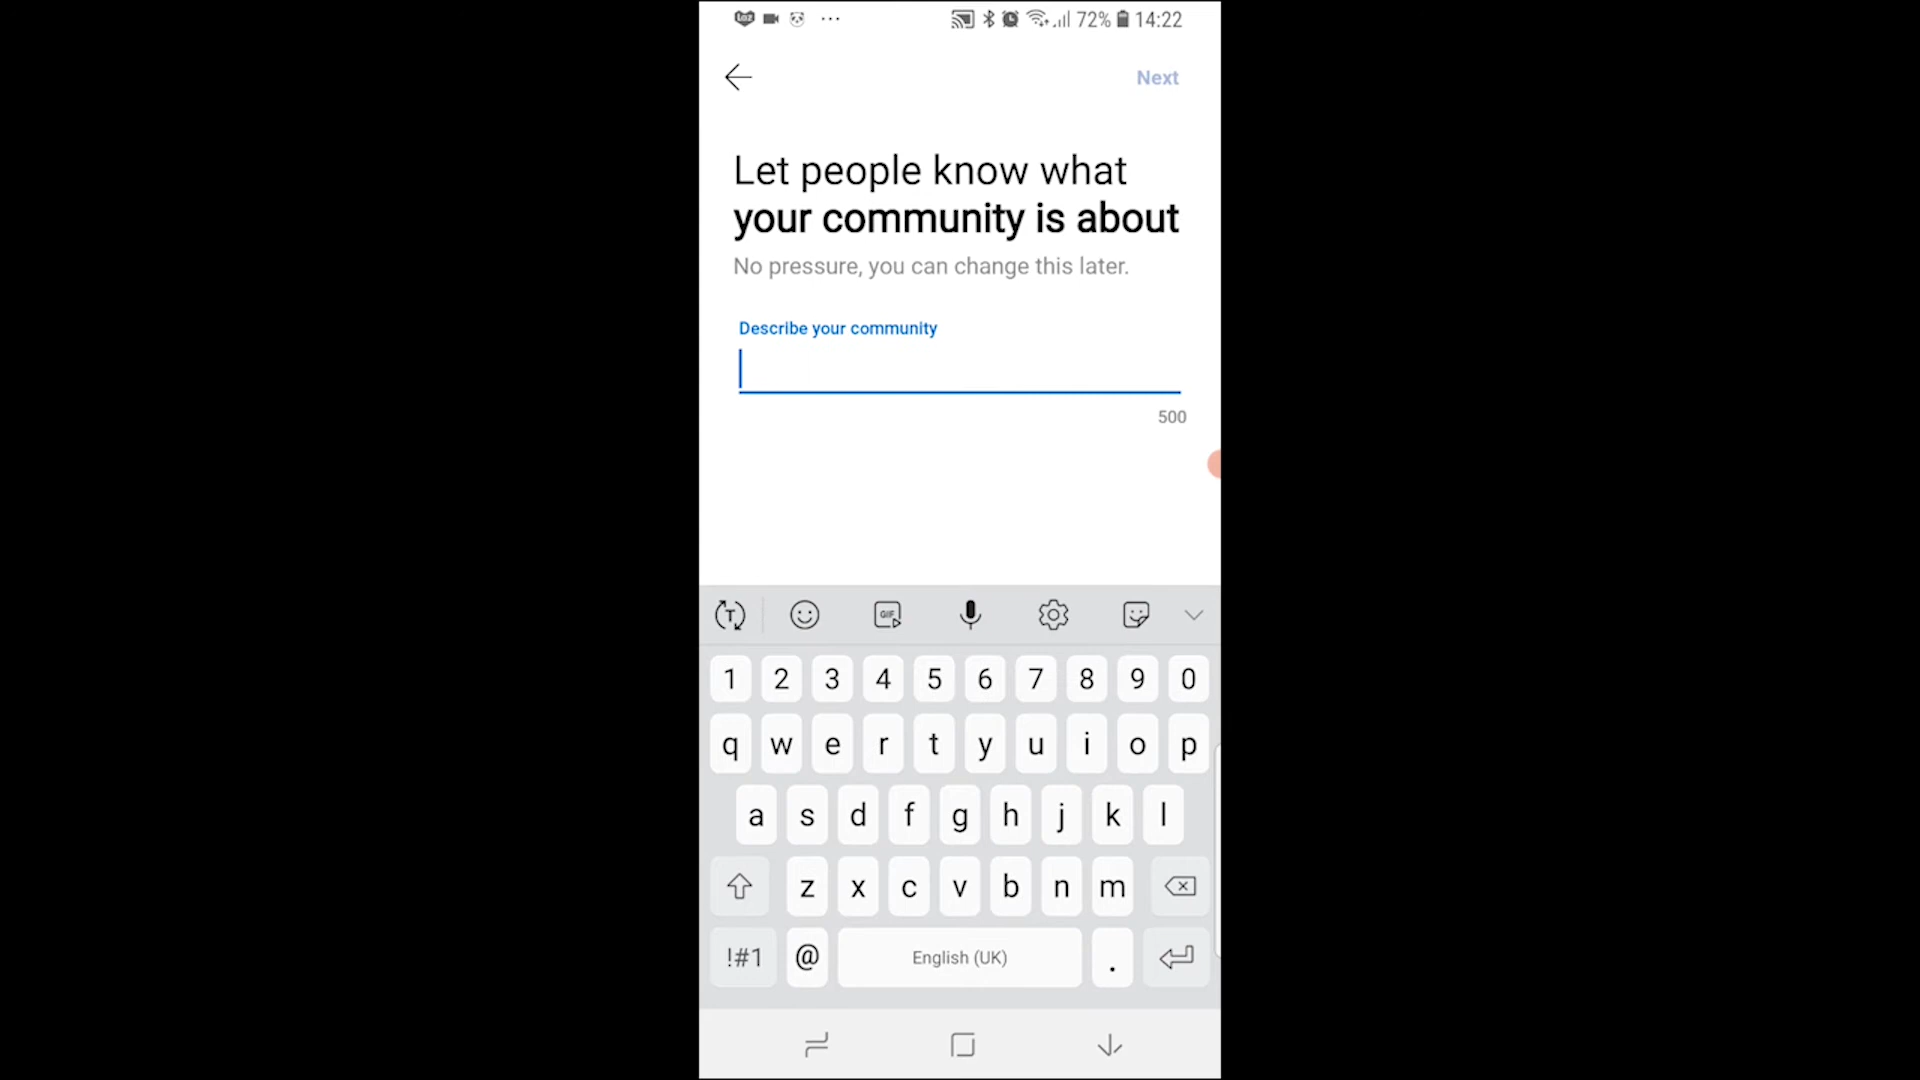 72% 14:22
Next
Let people know what
your community is about
No pressure, you can change this later.
Describe your community
500
GIF
1 2 3 4 5 6 7 8 9 0
q w e r t y u i o p
a s d f g h j k l
z x c v b n m
!#1 @ English (UK) .